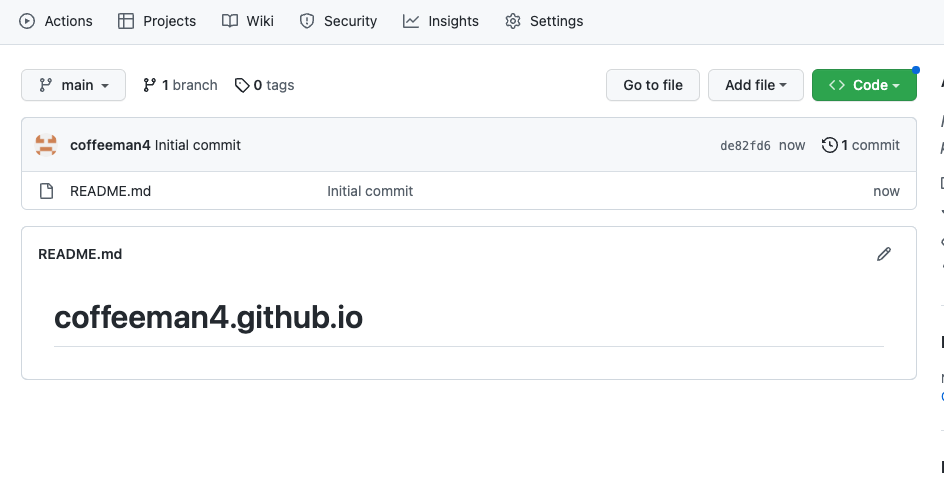 Actions Projects Wiki Security Insights Settings
main 1 branch 0 tags Go to file Add file Code
coffeeman4 Initial commit de82fd6 now 1 commit
README.md Initial commit now
README.md
coffeeman4.github.io